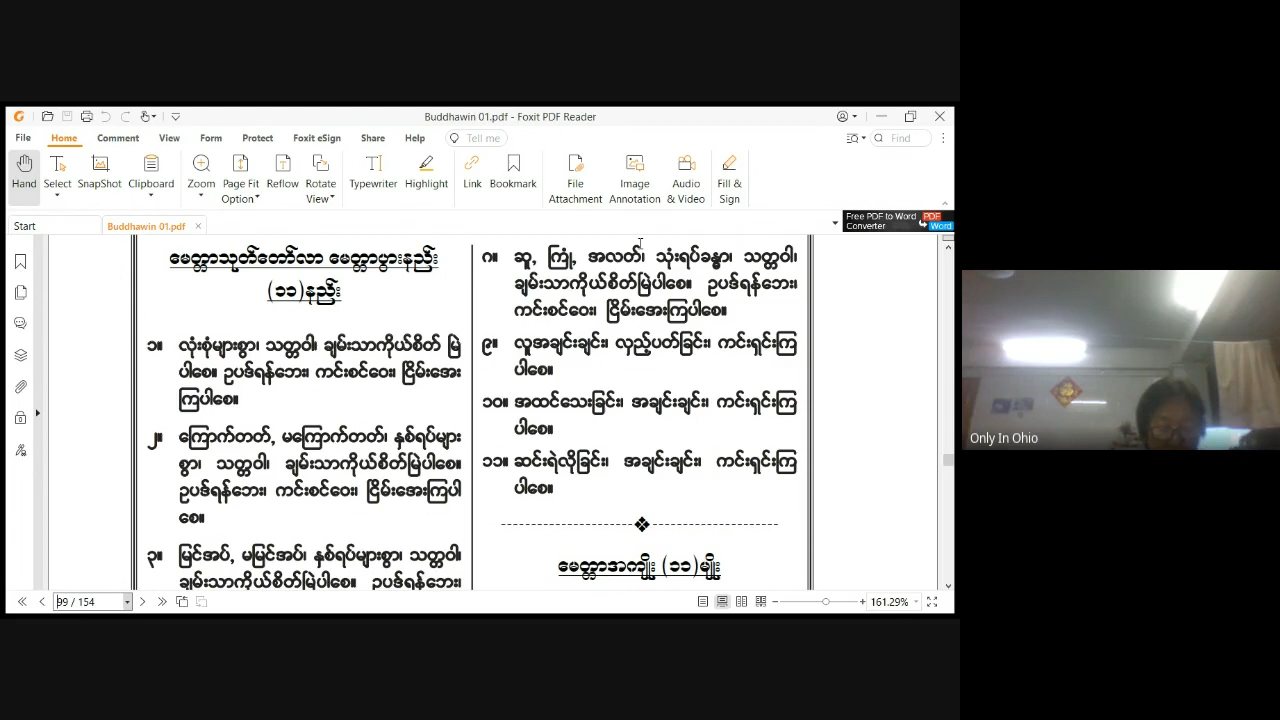 Buddhawin 01.pdf - Foxit PDF Reader
File Home Comment View Form Protect Foxit eSign Share Help Tell me Find
Hand Select SnapShot Clipboard Zoom Page Fit Option Reflow Rotate View Typewriter Highlight Link Bookmark File Attachment Image Annotation Audio & Video Fill & Sign
Start Buddhawin 01.pdf
Free PDF to Word Converter PDF Word
မေတ္တာသုတ်တော်လာ မေတ္တာပွားနည်း
(၁၁)နည်း
၁။ လုံးစုံများစွာ၊ သတ္တဝါ၊ ချမ်းသာကိုယ်စိတ် မြဲ
ပါစေ။ ဥပဒ်ရန်ဘေး၊ ကင်းစင်ဝေး၊ ငြိမ်းအေး
ကြပါစေ။
၂။ ကြောက်တတ်, မကြောက်တတ်၊ နှစ်ရပ်များ
စွာ၊ သတ္တဝါ၊ ချမ်းသာကိုယ်စိတ်မြဲပါစေ။
ဥပဒ်ရန်ဘေး၊ ကင်းစင်ဝေး၊ ငြိမ်းအေးကြပါ
စေ။
၃။ မြင်အပ်, မမြင်အပ်၊ နှစ်ရပ်များစွာ၊ သတ္တဝါ၊
ချမ်းသာကိုယ်စိတ်မြဲပါစေ။ ဥပဒ်ရန်ဘေး၊
၈။ ဆူ, ကြုံ, အလတ်၊ သုံးရပ်ခန္ဓာ၊ သတ္တဝါ၊
ချမ်းသာကိုယ်စိတ်မြဲပါစေ။ ဥပဒ်ရန်ဘေး၊
ကင်းစင်ဝေး၊ ငြိမ်းအေးကြပါစေ။
၉။ လူအချင်းချင်း၊ လှည့်ပတ်ခြင်း၊ ကင်းရှင်းကြ
ပါစေ။
၁၀။ အထင်သေးခြင်း၊ အချင်းချင်း၊ ကင်းရှင်းကြ
ပါစေ။
၁၁။ ဆင်းရဲလိုခြင်း၊ အချင်းချင်း၊ ကင်းရှင်းကြ
ပါစေ။
မေတ္တာအကျိုး (၁၁)မျိုး
99 / 154
161.29%
Only In Ohio